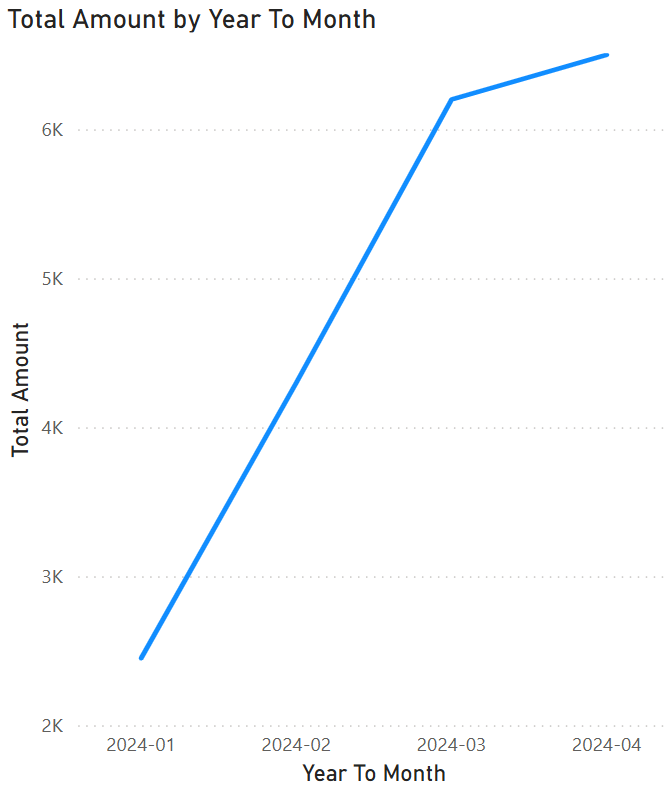 Total Amount by Year To Month
Total Amount
6K
5K
4K
3K
2K
2024-01 2024-02 2024-03 2024-04
Year To Month